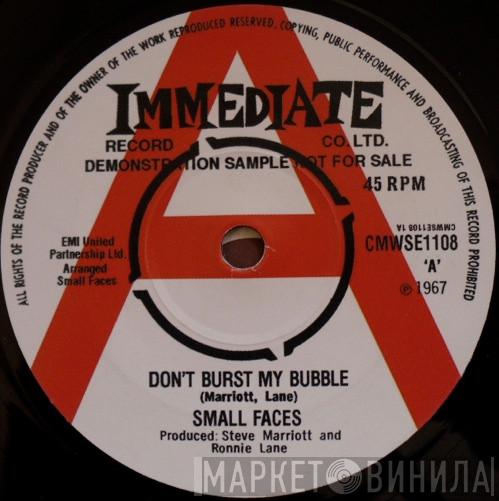 ALL RIGHTS OF THE RECORD PRODUCER AND OF THE OWNER OF THE WORK REPRODUCED RESERVED. COPYING, PUBLIC PERFORMANCE AND BROADCASTING OF THIS RECORD PROHIBITED
IMMEDIATE
RECORD CO. LTD.
DEMONSTRATION SAMPLE NOT FOR SALE
45 RPM
CMWSE1108 1A
EMI United
Partnership Ltd.
Arranged
Small Faces
CMWSE1108
'A'
℗ 1967
DON'T BURST MY BUBBLE
(Marriott, Lane)
SMALL FACES
Produced: Steve Marriott and
Ronnie Lane
МАРКЕТ ВИНИЛА